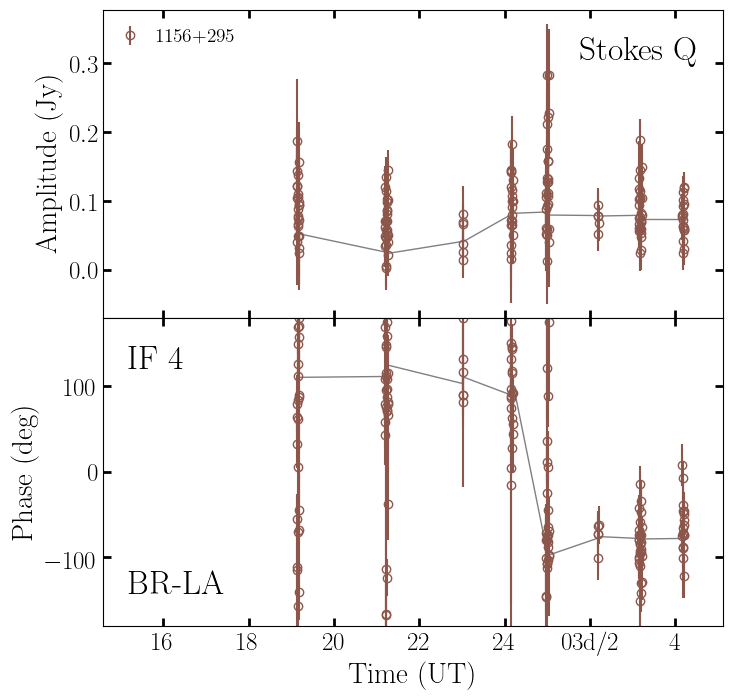 1156+295
Stokes Q
Amplitude (Jy)
0.3
0.2
0.1
0.0
IF 4
BR-LA
Phase (deg)
100
0
−100
16 18 20 22 24 03d/2 4
Time (UT)